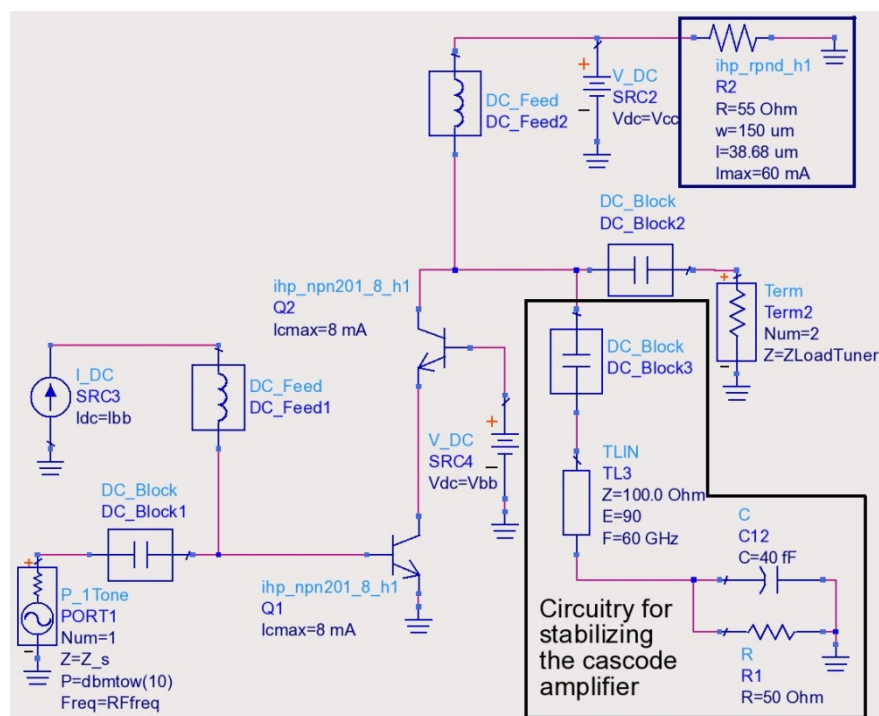 ihp_rpnd_h1
R2
R=55 Ohm
w=150 um
l=38.68 um
Imax=60 mA
V_DC
SRC2
Vdc=Vcc
DC_Feed
DC_Feed2
DC_Block
DC_Block2
ihp_npn201_8_h1
Q2
Icmax=8 mA
Term
Term2
Num=2
Z=ZLoadTuner
I_DC
SRC3
Idc=Ibb
DC_Feed
DC_Feed1
DC_Block
DC_Block3
V_DC
SRC4
Vdc=Vbb
TLIN
TL3
Z=100.0 Ohm
E=90
F=60 GHz
DC_Block
DC_Block1
C
C12
C=40 fF
P_1Tone
PORT1
Num=1
Z=Z_s
P=dbmtow(10)
Freq=RFfreq
ihp_npn201_8_h1
Q1
Icmax=8 mA
Circuitry for
stabilizing
the cascode
amplifier
R
R1
R=50 Ohm